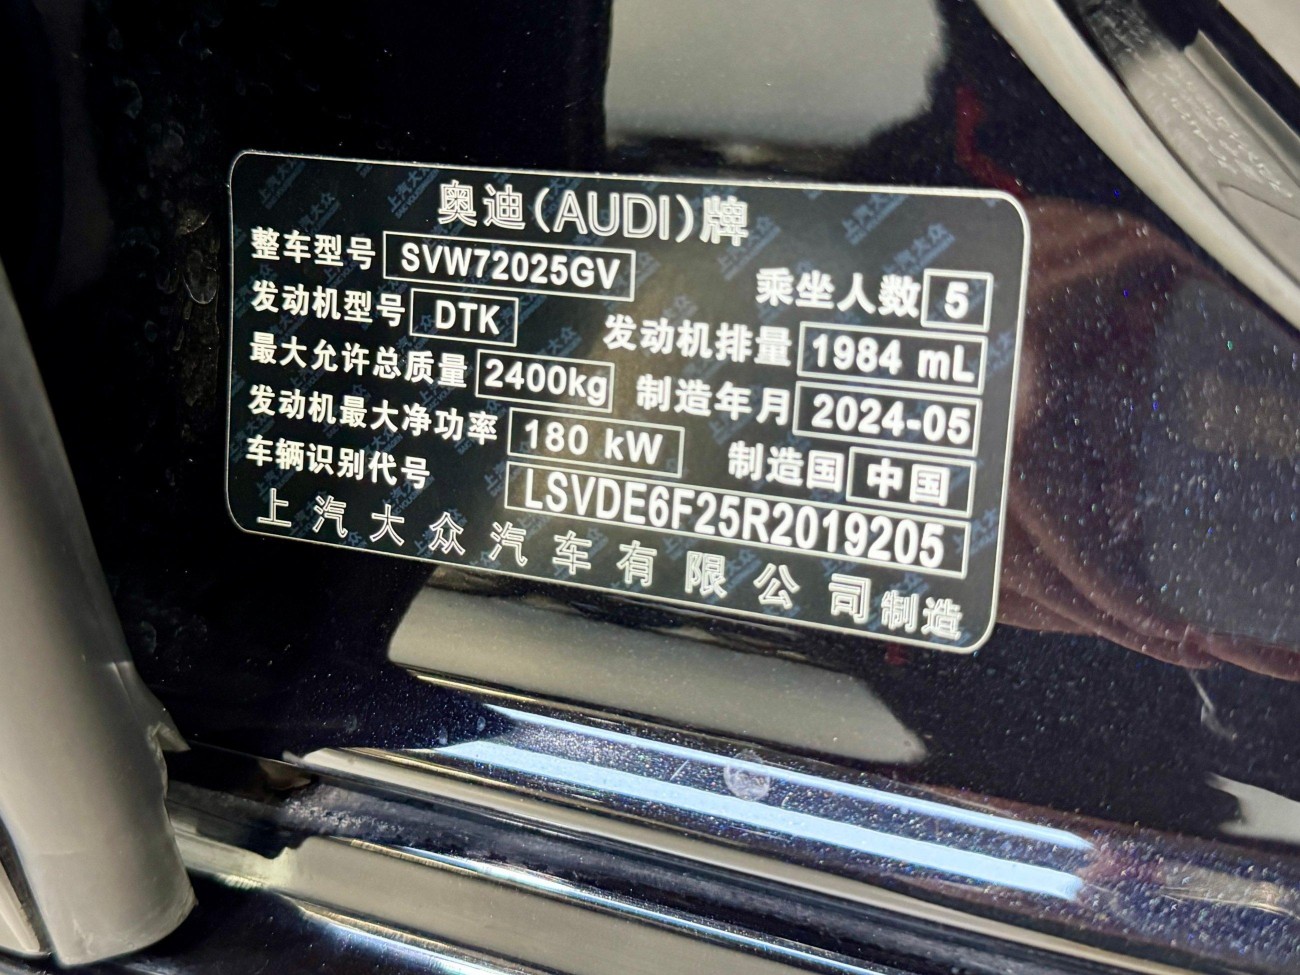 奥迪(AUDI)牌
整车型号 SVW72025GV 乘坐人数 5
发动机型号 DTK 发动机排量 1984 mL
最大允许总质量 2400kg 制造年月 2024-05
发动机最大净功率 180 kW 制造国 中国
车辆识别代号 LSVDE6F25R2019205
上汽大众汽车有限公司制造